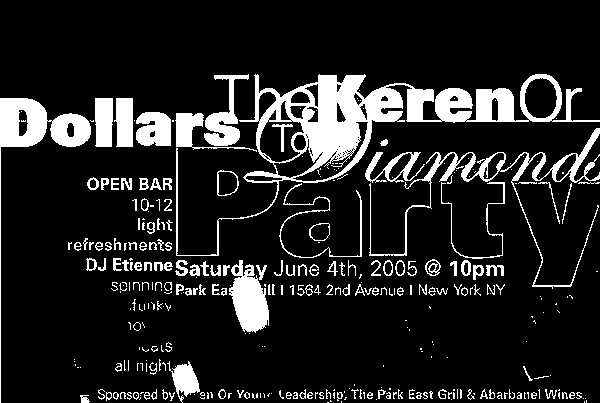 The Keren Or
Dollars
To
Diamonds
Party
OPEN BAR
10-12
light
refreshments
DJ Etienne
spinning
funky
all night
Saturday June 4th, 2005 @ 10pm
Park East Grill | 1564 2nd Avenue | New York NY
Sponsored by Keren Or Young Leadership, The Park East Grill & Abarbanel Wines.